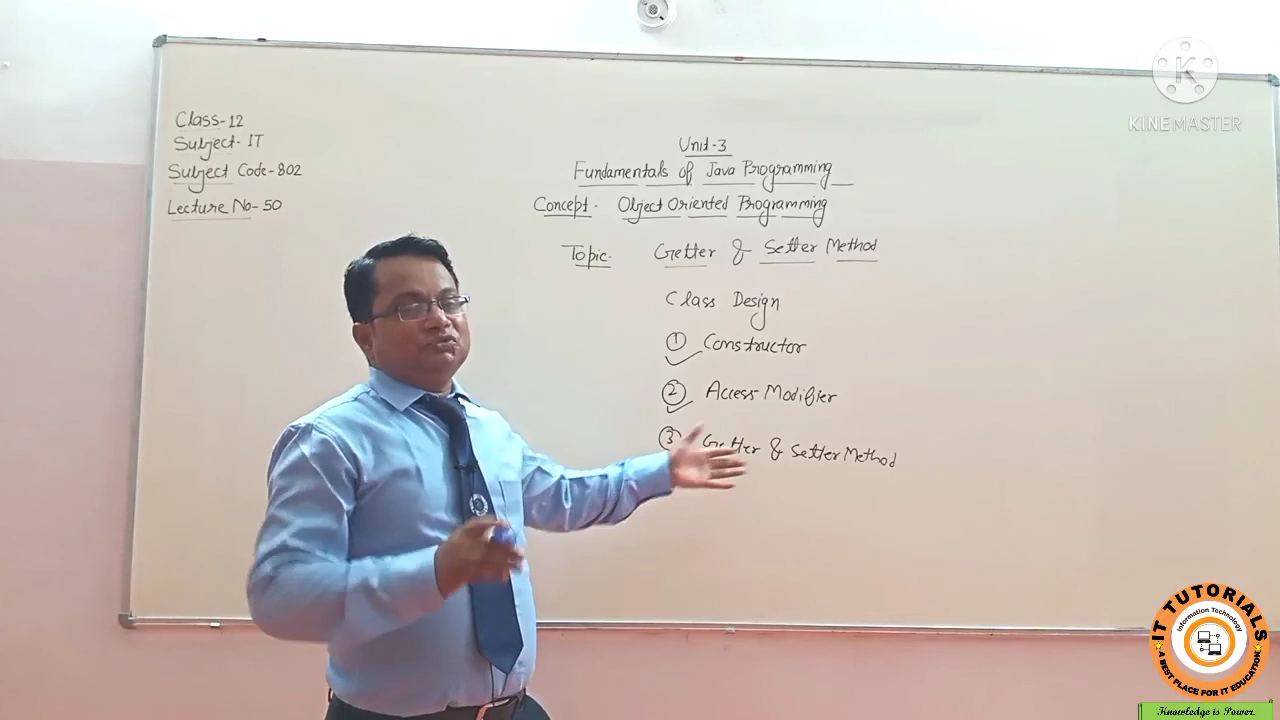 Class-12
Subject-IT
Subject Code-802
Lecture No-50
Unit-3
Fundamentals of Java Programming
Concept- Object Oriented Programming
Topic- Getter & Setter Method
Class Design
① Constructor
② Access Modifier
③ Getter & Setter Method
K
KINEMASTER
IT TUTORIALS
Information Technology
A BEST PLACE FOR IT EDUCATION
Knowledge is Power.